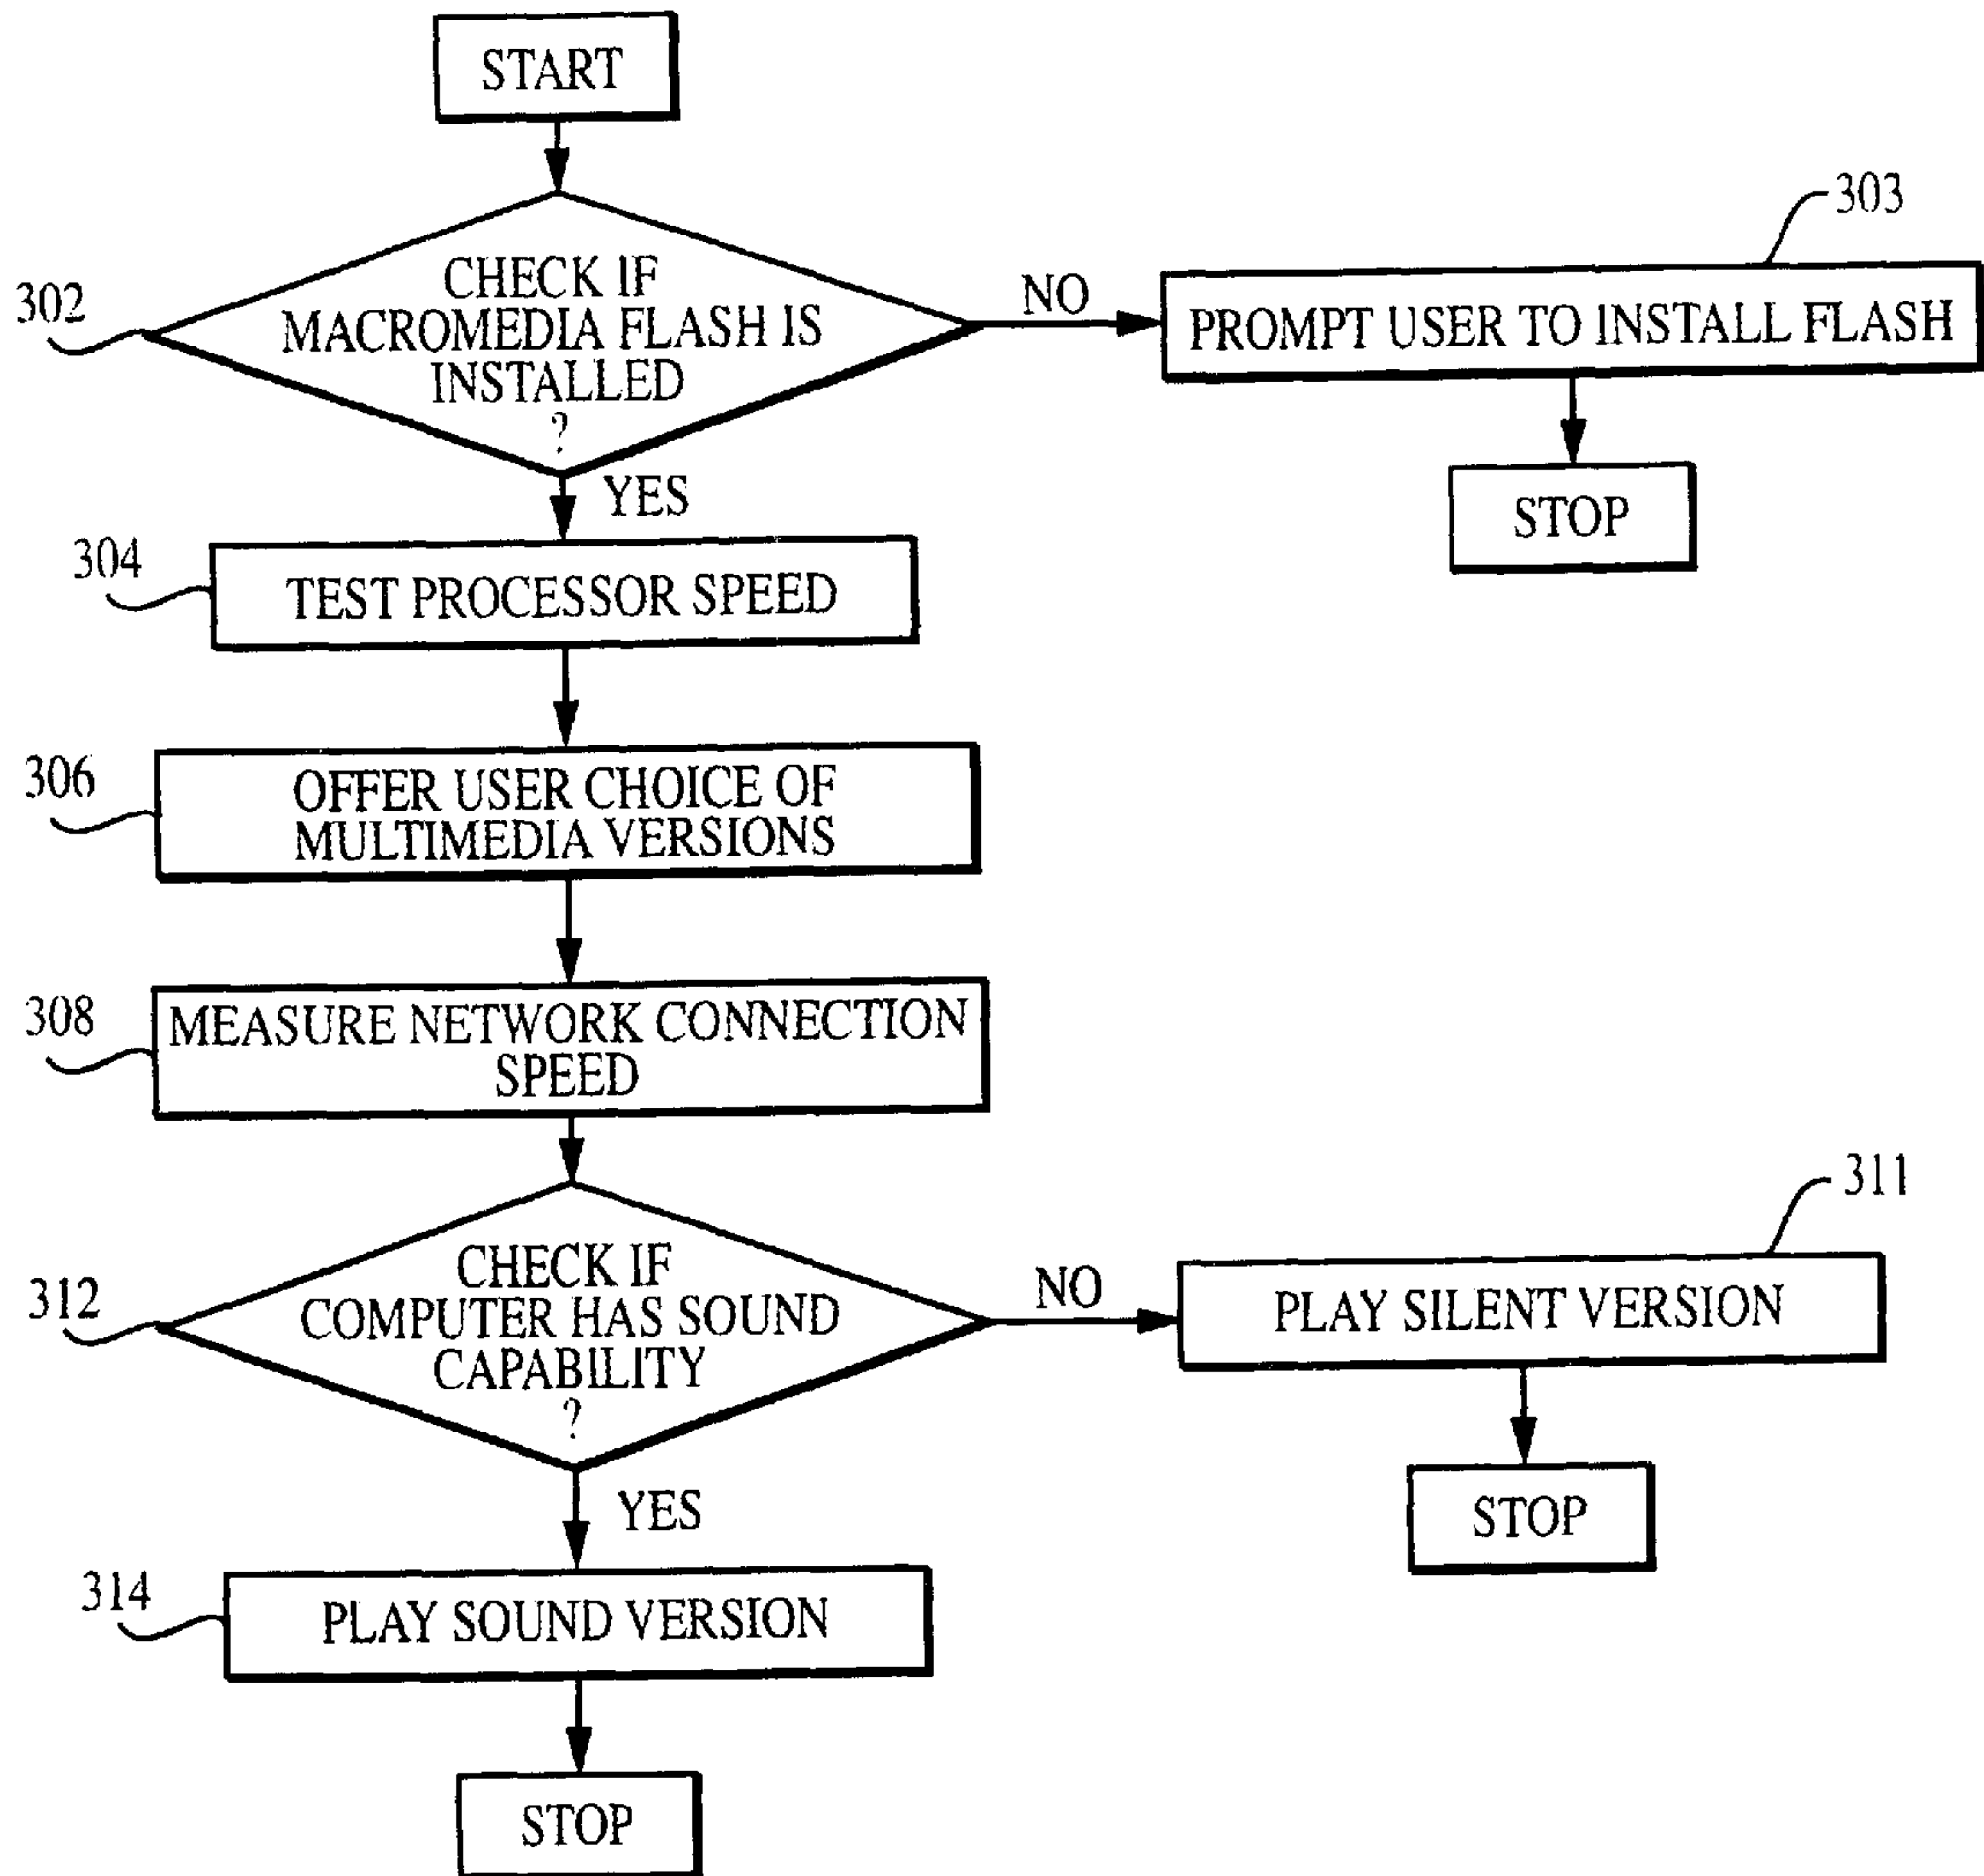 START
303
302
CHECK IF
MACROMEDIA FLASH IS
INSTALLED
?
NO
PROMPT USER TO INSTALL FLASH
YES
STOP
304
TEST PROCESSOR SPEED
306
OFFER USER CHOICE OF
MULTIMEDIA VERSIONS
308
MEASURE NETWORK CONNECTION
SPEED
311
312
CHECK IF
COMPUTER HAS SOUND
CAPABILITY
?
NO
PLAY SILENT VERSION
YES
STOP
314
PLAY SOUND VERSION
STOP